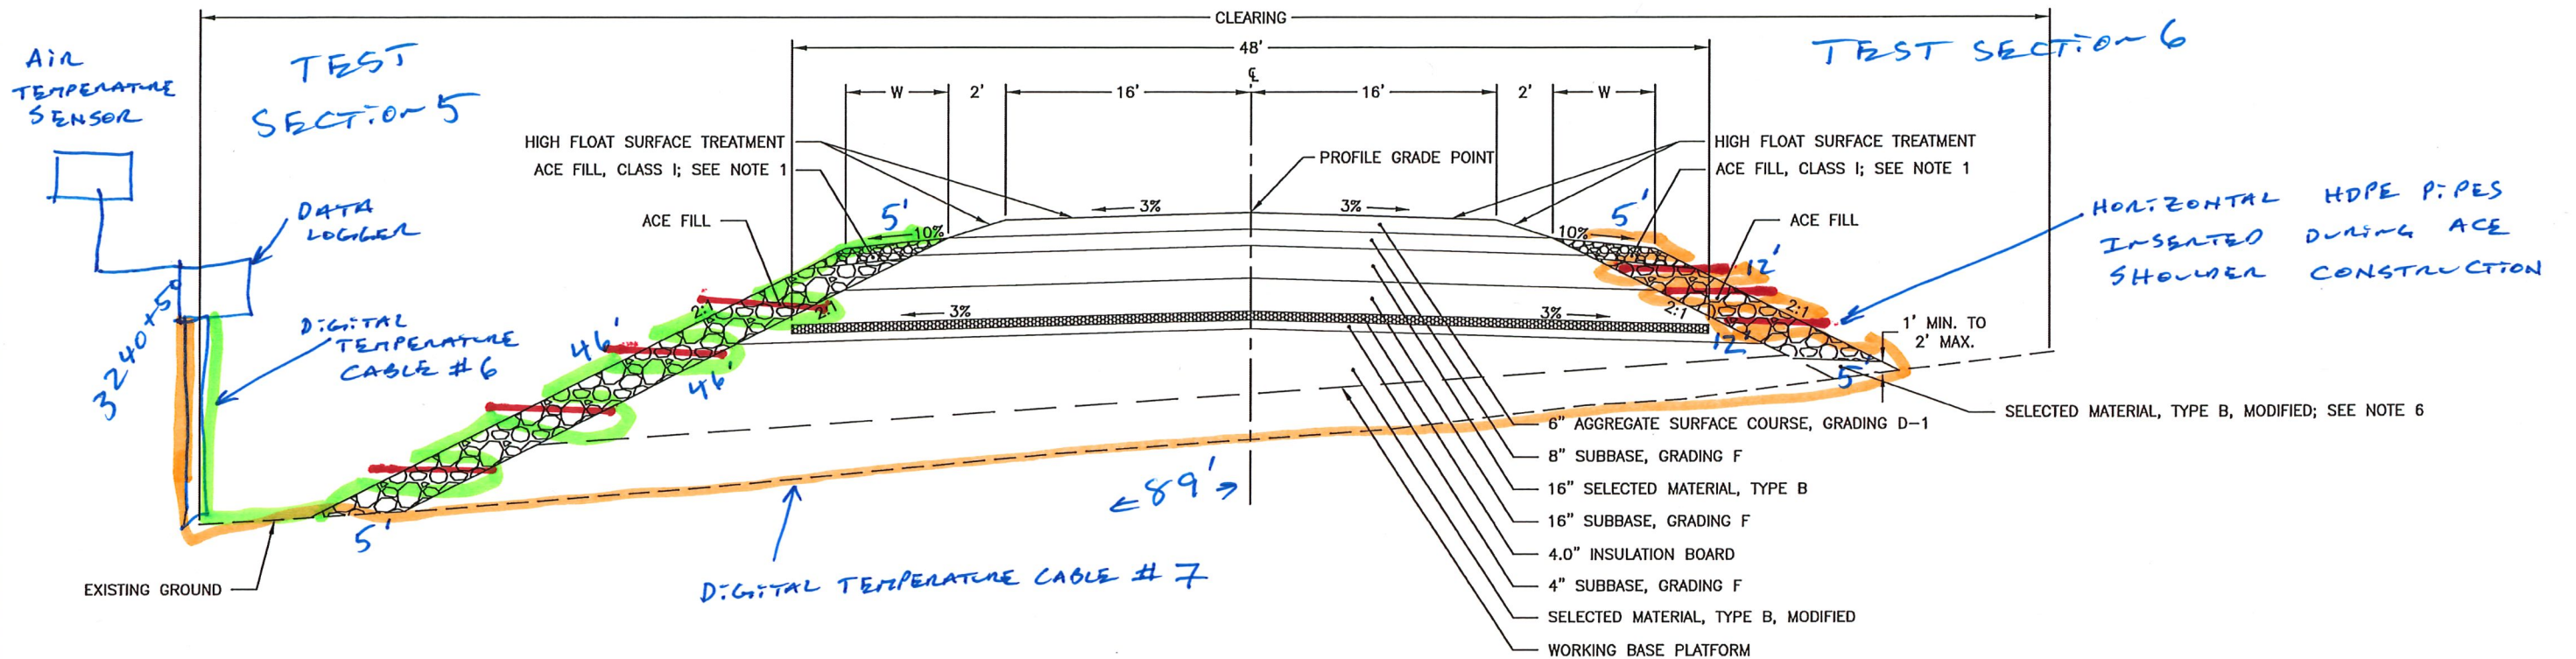 CLEARING
48'
℄
W
2'
16'
16'
2'
W
AIR
TEMPERATURE
SENSOR
TEST
SECTION 5
TEST SECTION 6
HIGH FLOAT SURFACE TREATMENT
ACE FILL, CLASS I; SEE NOTE 1
ACE FILL
PROFILE GRADE POINT
HIGH FLOAT SURFACE TREATMENT
ACE FILL, CLASS I; SEE NOTE 1
ACE FILL
DATA
LOGGER
HORIZONTAL HDPE PIPES
INSERTED DURING ACE
SHOULDER CONSTRUCTION
5'
10%
3%
3%
5'
10%
12'
2:1
2:1
3%
3%
2:1
2:1
12'
1' MIN. TO
2' MAX.
DIGITAL
TEMPERATURE
CABLE #6
46'
46'
5'
SELECTED MATERIAL, TYPE B, MODIFIED; SEE NOTE 6
6" AGGREGATE SURFACE COURSE, GRADING D-1
8" SUBBASE, GRADING F
16" SELECTED MATERIAL, TYPE B
16" SUBBASE, GRADING F
4.0" INSULATION BOARD
4" SUBBASE, GRADING F
SELECTED MATERIAL, TYPE B, MODIFIED
WORKING BASE PLATFORM
89'
5'
DIGITAL TEMPERATURE CABLE #7
EXISTING GROUND